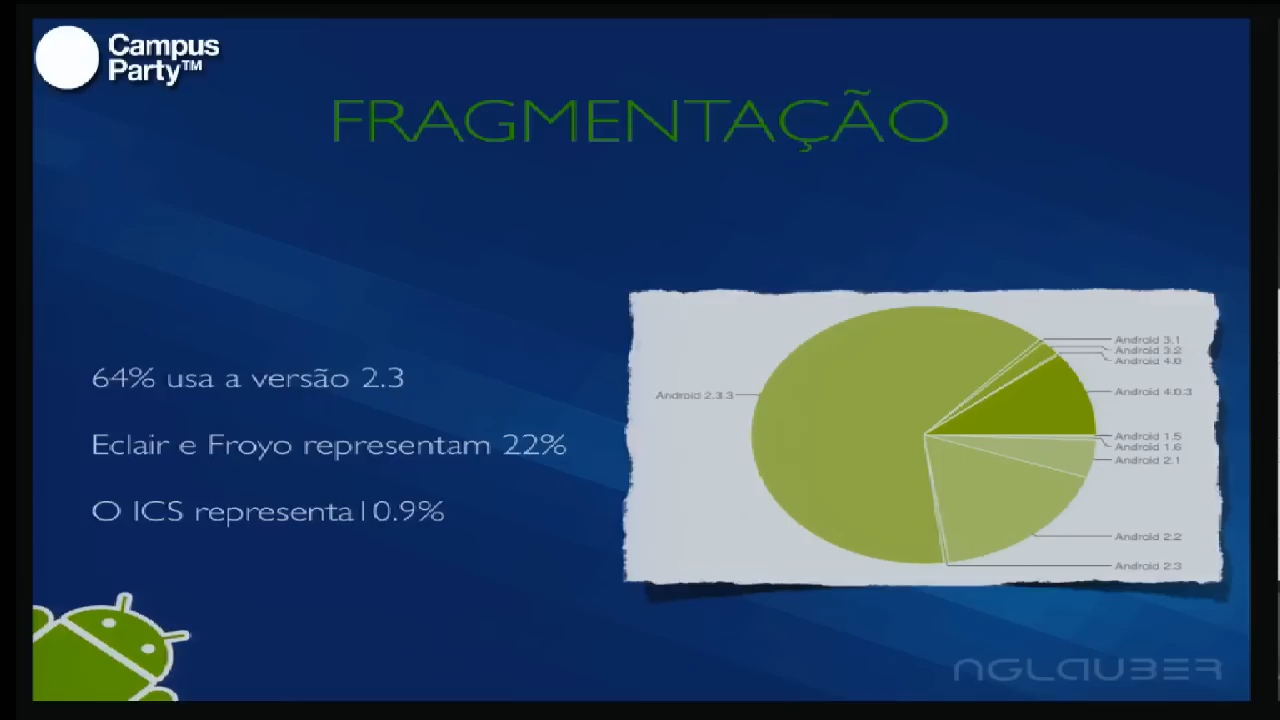 Campus
Party™
FRAGMENTAÇÃO
64% usa a versão 2.3
Eclair e Froyo representam 22%
O ICS representa10.9%
Android 3.1
Android 3.2
Android 4.0
Android 2.3.3
Android 4.0.3
Android 1.5
Android 1.6
Android 2.1
Android 2.2
Android 2.3
NGLAUBER